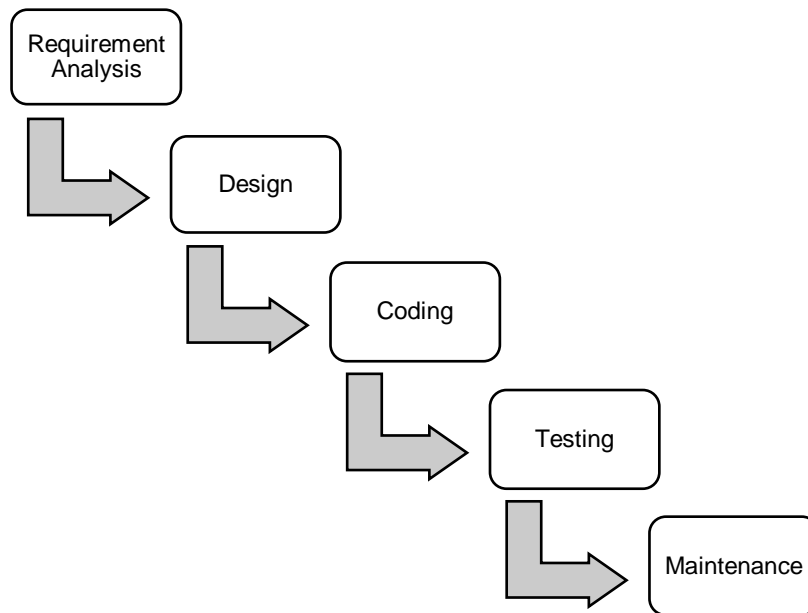 Requirement
Analysis
Design
Coding
Testing
Maintenance